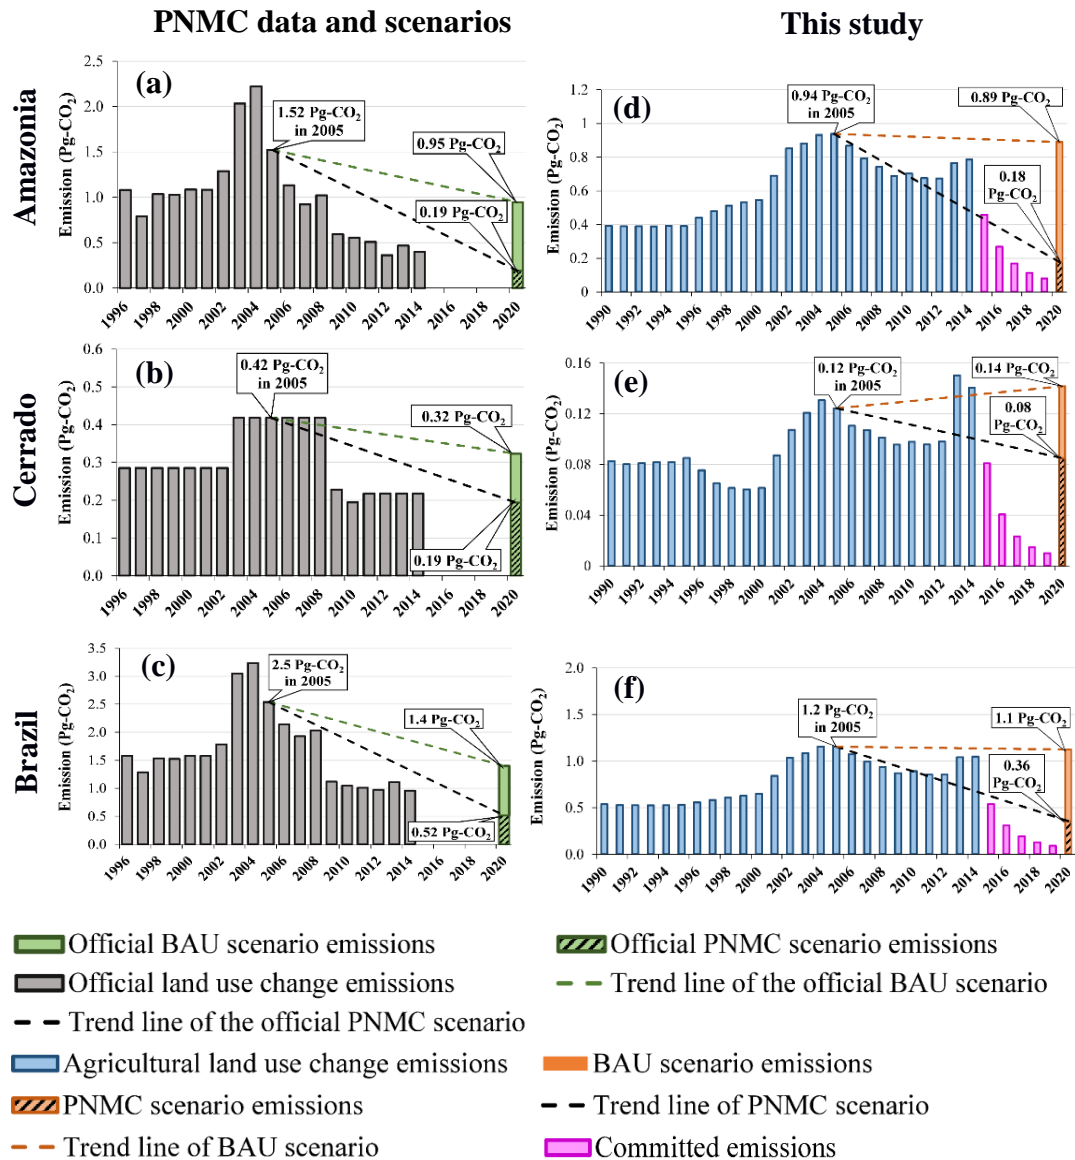 PNMC data and scenarios
This study
Amazonia
Emission (Pg-CO₂)
2.5
2.0
1.5
1.0
0.5
0.0
(a)
1.52 Pg-CO₂
in 2005
0.95 Pg-CO₂
0.19 Pg-CO₂
1996
1998
2000
2002
2004
2006
2008
2010
2012
2014
2016
2018
2020
Emission (Pg-CO₂)
1.2
1
0.8
0.6
0.4
0.2
0
(d)
0.94 Pg-CO₂
in 2005
0.89 Pg-CO₂
0.18
Pg-CO₂
1990
1992
1994
1996
1998
2000
2002
2004
2006
2008
2010
2012
2014
2016
2018
2020
Cerrado
Emission (Pg-CO₂)
0.6
0.5
0.4
0.3
0.2
0.1
0.0
(b)
0.42 Pg-CO₂
in 2005
0.32 Pg-CO₂
0.19 Pg-CO₂
1996
1998
2000
2002
2004
2006
2008
2010
2012
2014
2016
2018
2020
Emission (Pg-CO₂)
0.16
0.12
0.08
0.04
0
(e)
0.12 Pg-CO₂
in 2005
0.14 Pg-CO₂
0.08
Pg-CO₂
1990
1992
1994
1996
1998
2000
2002
2004
2006
2008
2010
2012
2014
2016
2018
2020
Brazil
Emission (Pg-CO₂)
3.5
3.0
2.5
2.0
1.5
1.0
0.5
0.0
(c)
2.5 Pg-CO₂
in 2005
1.4 Pg-CO₂
0.52 Pg-CO₂
1996
1998
2000
2002
2004
2006
2008
2010
2012
2014
2016
2018
2020
Emission (Pg-CO₂)
2.0
1.5
1.0
0.5
0.0
(f)
1.2 Pg-CO₂
in 2005
1.1 Pg-CO₂
0.36
Pg-CO₂
1990
1992
1994
1996
1998
2000
2002
2004
2006
2008
2010
2012
2014
2016
2018
2020
Official BAU scenario emissions
Official PNMC scenario emissions
Official land use change emissions
Trend line of the official BAU scenario
Trend line of the official PNMC scenario
Agricultural land use change emissions
BAU scenario emissions
PNMC scenario emissions
Trend line of PNMC scenario
Trend line of BAU scenario
Committed emissions